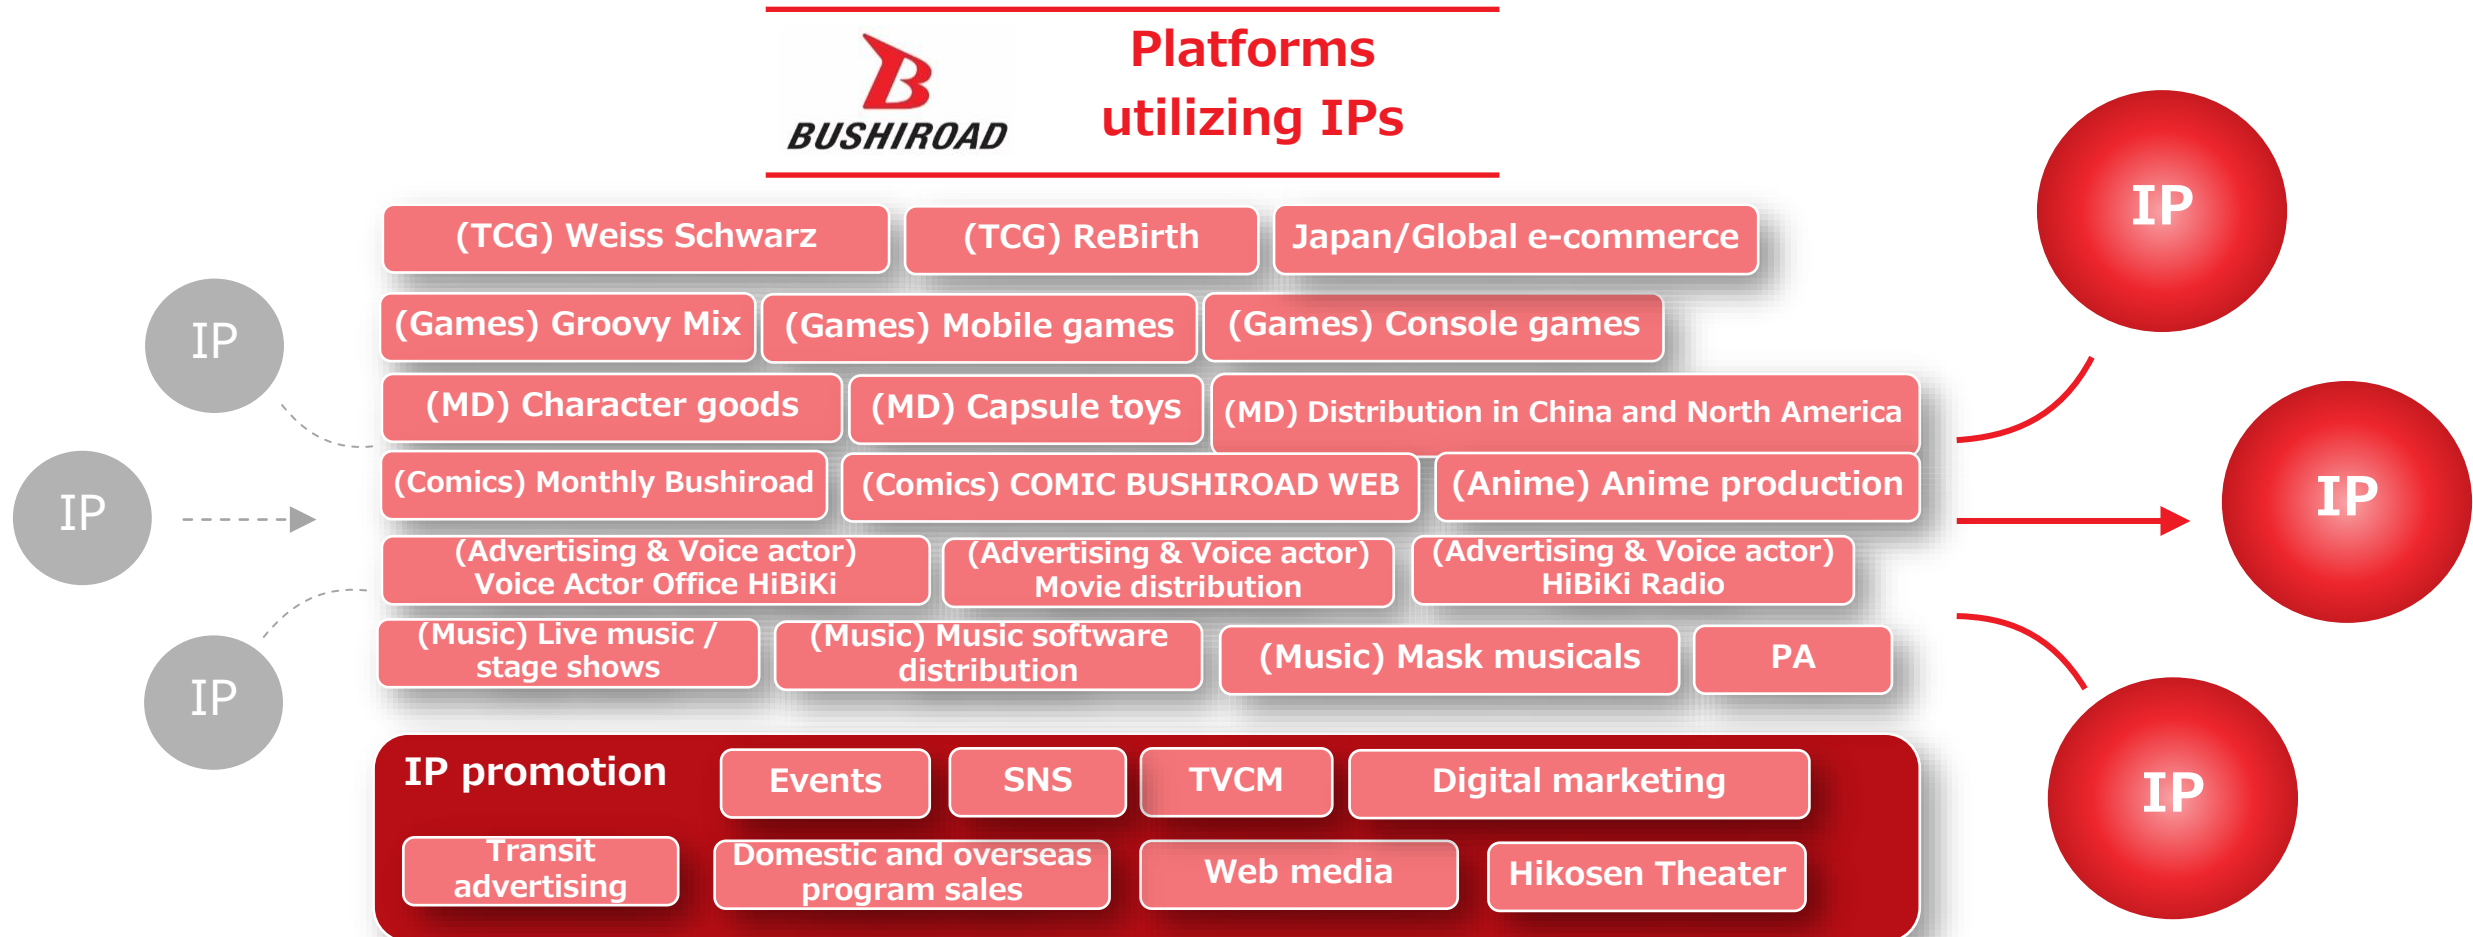 BUSHIROAD
Platforms
utilizing IPs
(TCG) Weiss Schwarz
(TCG) ReBirth
Japan/Global e-commerce
(Games) Groovy Mix
(Games) Mobile games
(Games) Console games
(MD) Character goods
(MD) Capsule toys
(MD) Distribution in China and North America
(Comics) Monthly Bushiroad
(Comics) COMIC BUSHIROAD WEB
(Anime) Anime production
(Advertising & Voice actor)
Voice Actor Office HiBiKi
(Advertising & Voice actor)
Movie distribution
(Advertising & Voice actor)
HiBiKi Radio
(Music) Live music /
stage shows
(Music) Music software
distribution
(Music) Mask musicals
PA
IP promotion
Events
SNS
TVCM
Digital marketing
Transit
advertising
Domestic and overseas
program sales
Web media
Hikosen Theater
IP
IP
IP
IP
IP
IP